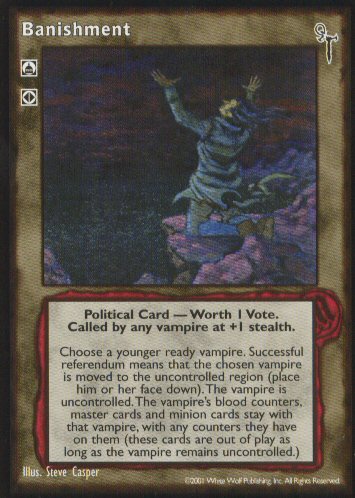 Banishment
Political Card — Worth 1 Vote.
Called by any vampire at +1 stealth.
Choose a younger ready vampire. Successful
referendum means that the chosen vampire
is moved to the uncontrolled region (place
him or her face down). The vampire is
uncontrolled. The vampire's blood counters,
master cards and minion cards stay with
that vampire, with any counters they have
on them (these cards are out of play as
long as the vampire remains uncontrolled.)
Illus. Steve Casper
©2001 White Wolf Publishing, Inc. All Rights Reserved.